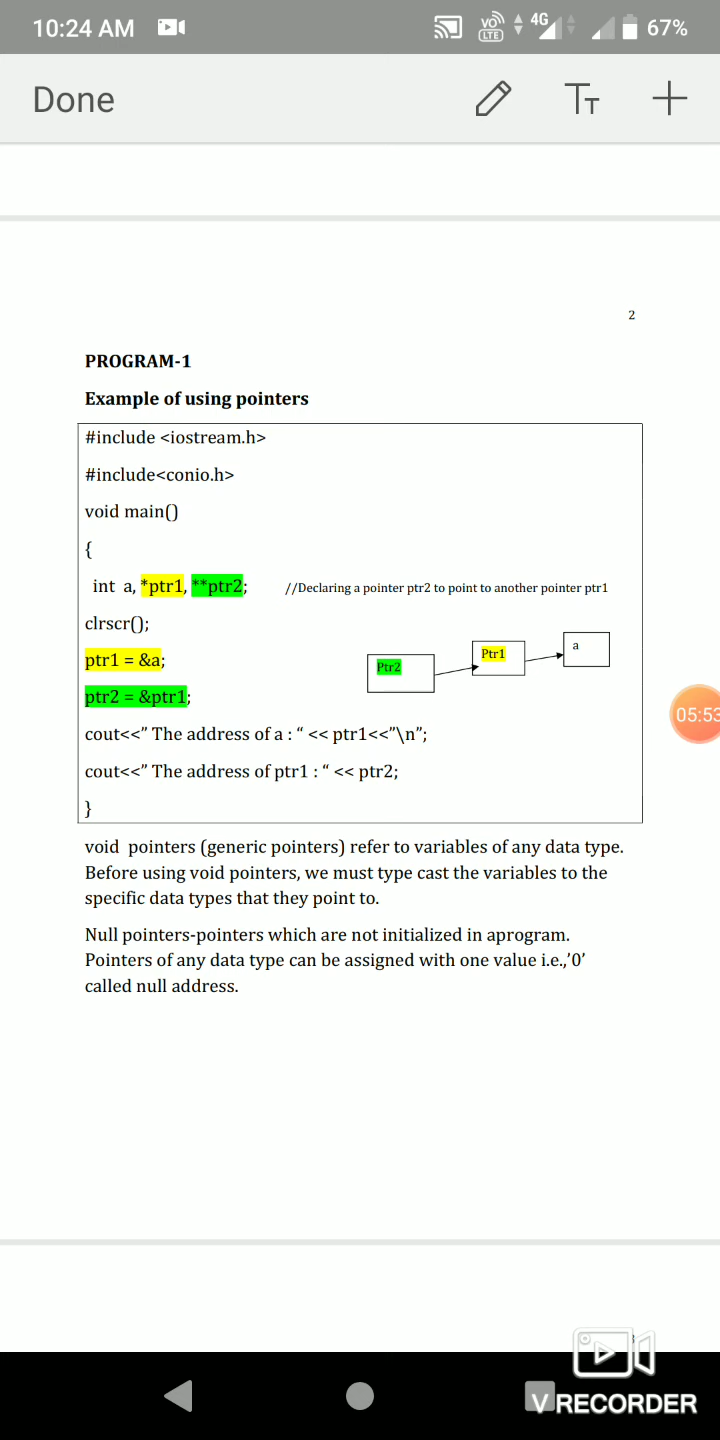 10:24 AM VO LTE 4G 67%
Done TT
2
PROGRAM-1
Example of using pointers
#include <iostream.h>
#include<conio.h>
void main()
{
int a, *ptr1, **ptr2; //Declaring a pointer ptr2 to point to another pointer ptr1
clrscr();
ptr1 = &a;
ptr2 = &ptr1;
Ptr2 Ptr1 a
05:53
cout<<” The address of a : “ << ptr1<<”\n”;
cout<<” The address of ptr1 : “ << ptr2;
}
void pointers (generic pointers) refer to variables of any data type.
Before using void pointers, we must type cast the variables to the
specific data types that they point to.
Null pointers-pointers which are not initialized in aprogram.
Pointers of any data type can be assigned with one value i.e.,’0’
called null address.
V RECORDER